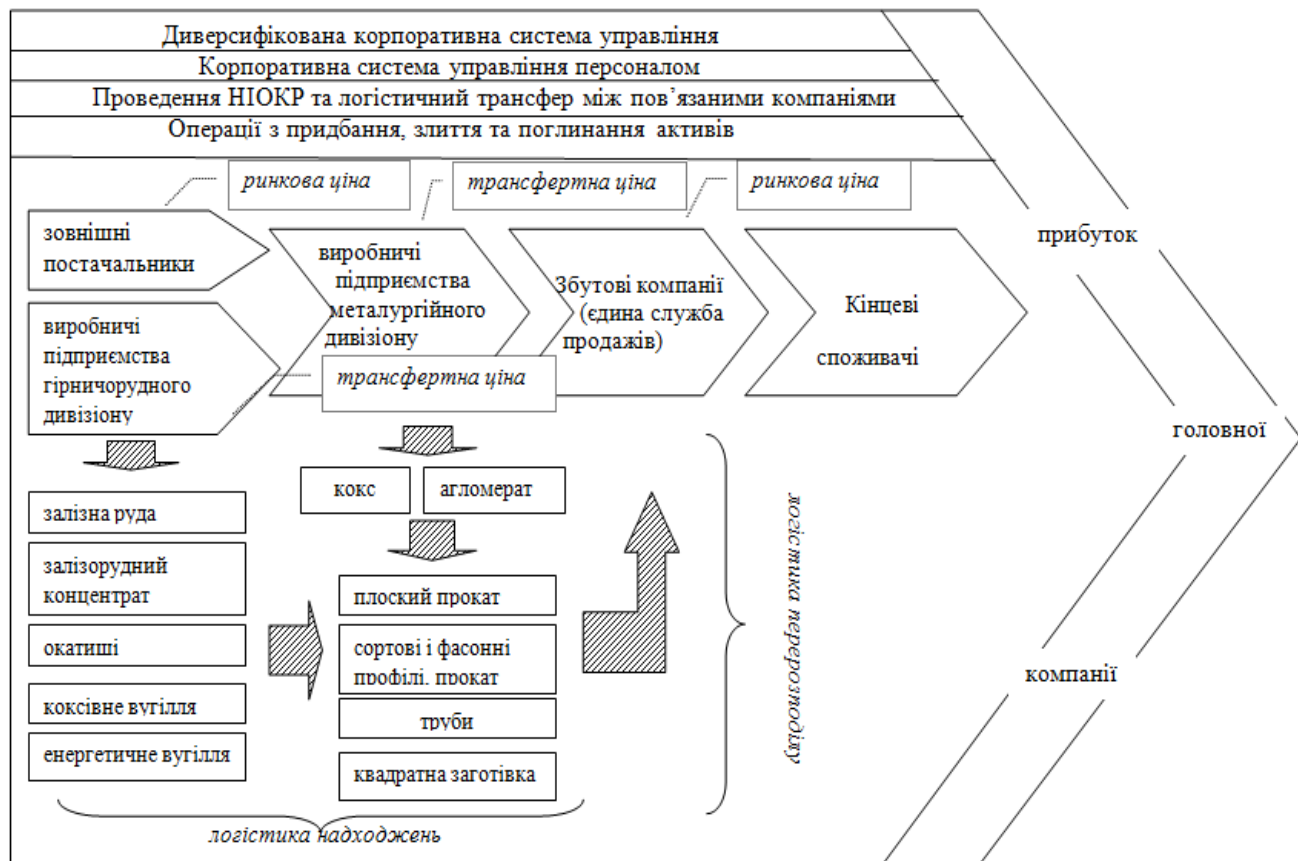 Диверсифікована корпоративна система управління
Корпоративна система управління персоналом
Проведення НІОКР та логістичний трансфер між пов’язаними компаніями
Операції з придбання, злиття та поглинання активів
ринкова ціна
трансфертна ціна
ринкова ціна
зовнішні
постачальники
виробничі
підприємства
металургійного
дивізіону
Збутові компанії
(єдина служба
продажів)
Кінцеві
споживачі
прибуток
виробничі
підприємства
гірничорудного
дивізіону
трансфертна ціна
головної
кокс
агломерат
залізна руда
залізорудний
концентрат
окатиші
коксівне вугілля
енергетичне вугілля
плоский прокат
сортові і фасонні
профілі, прокат
труби
квадратна заготівка
логістика перерозподілу
компанії
логістика надходжень